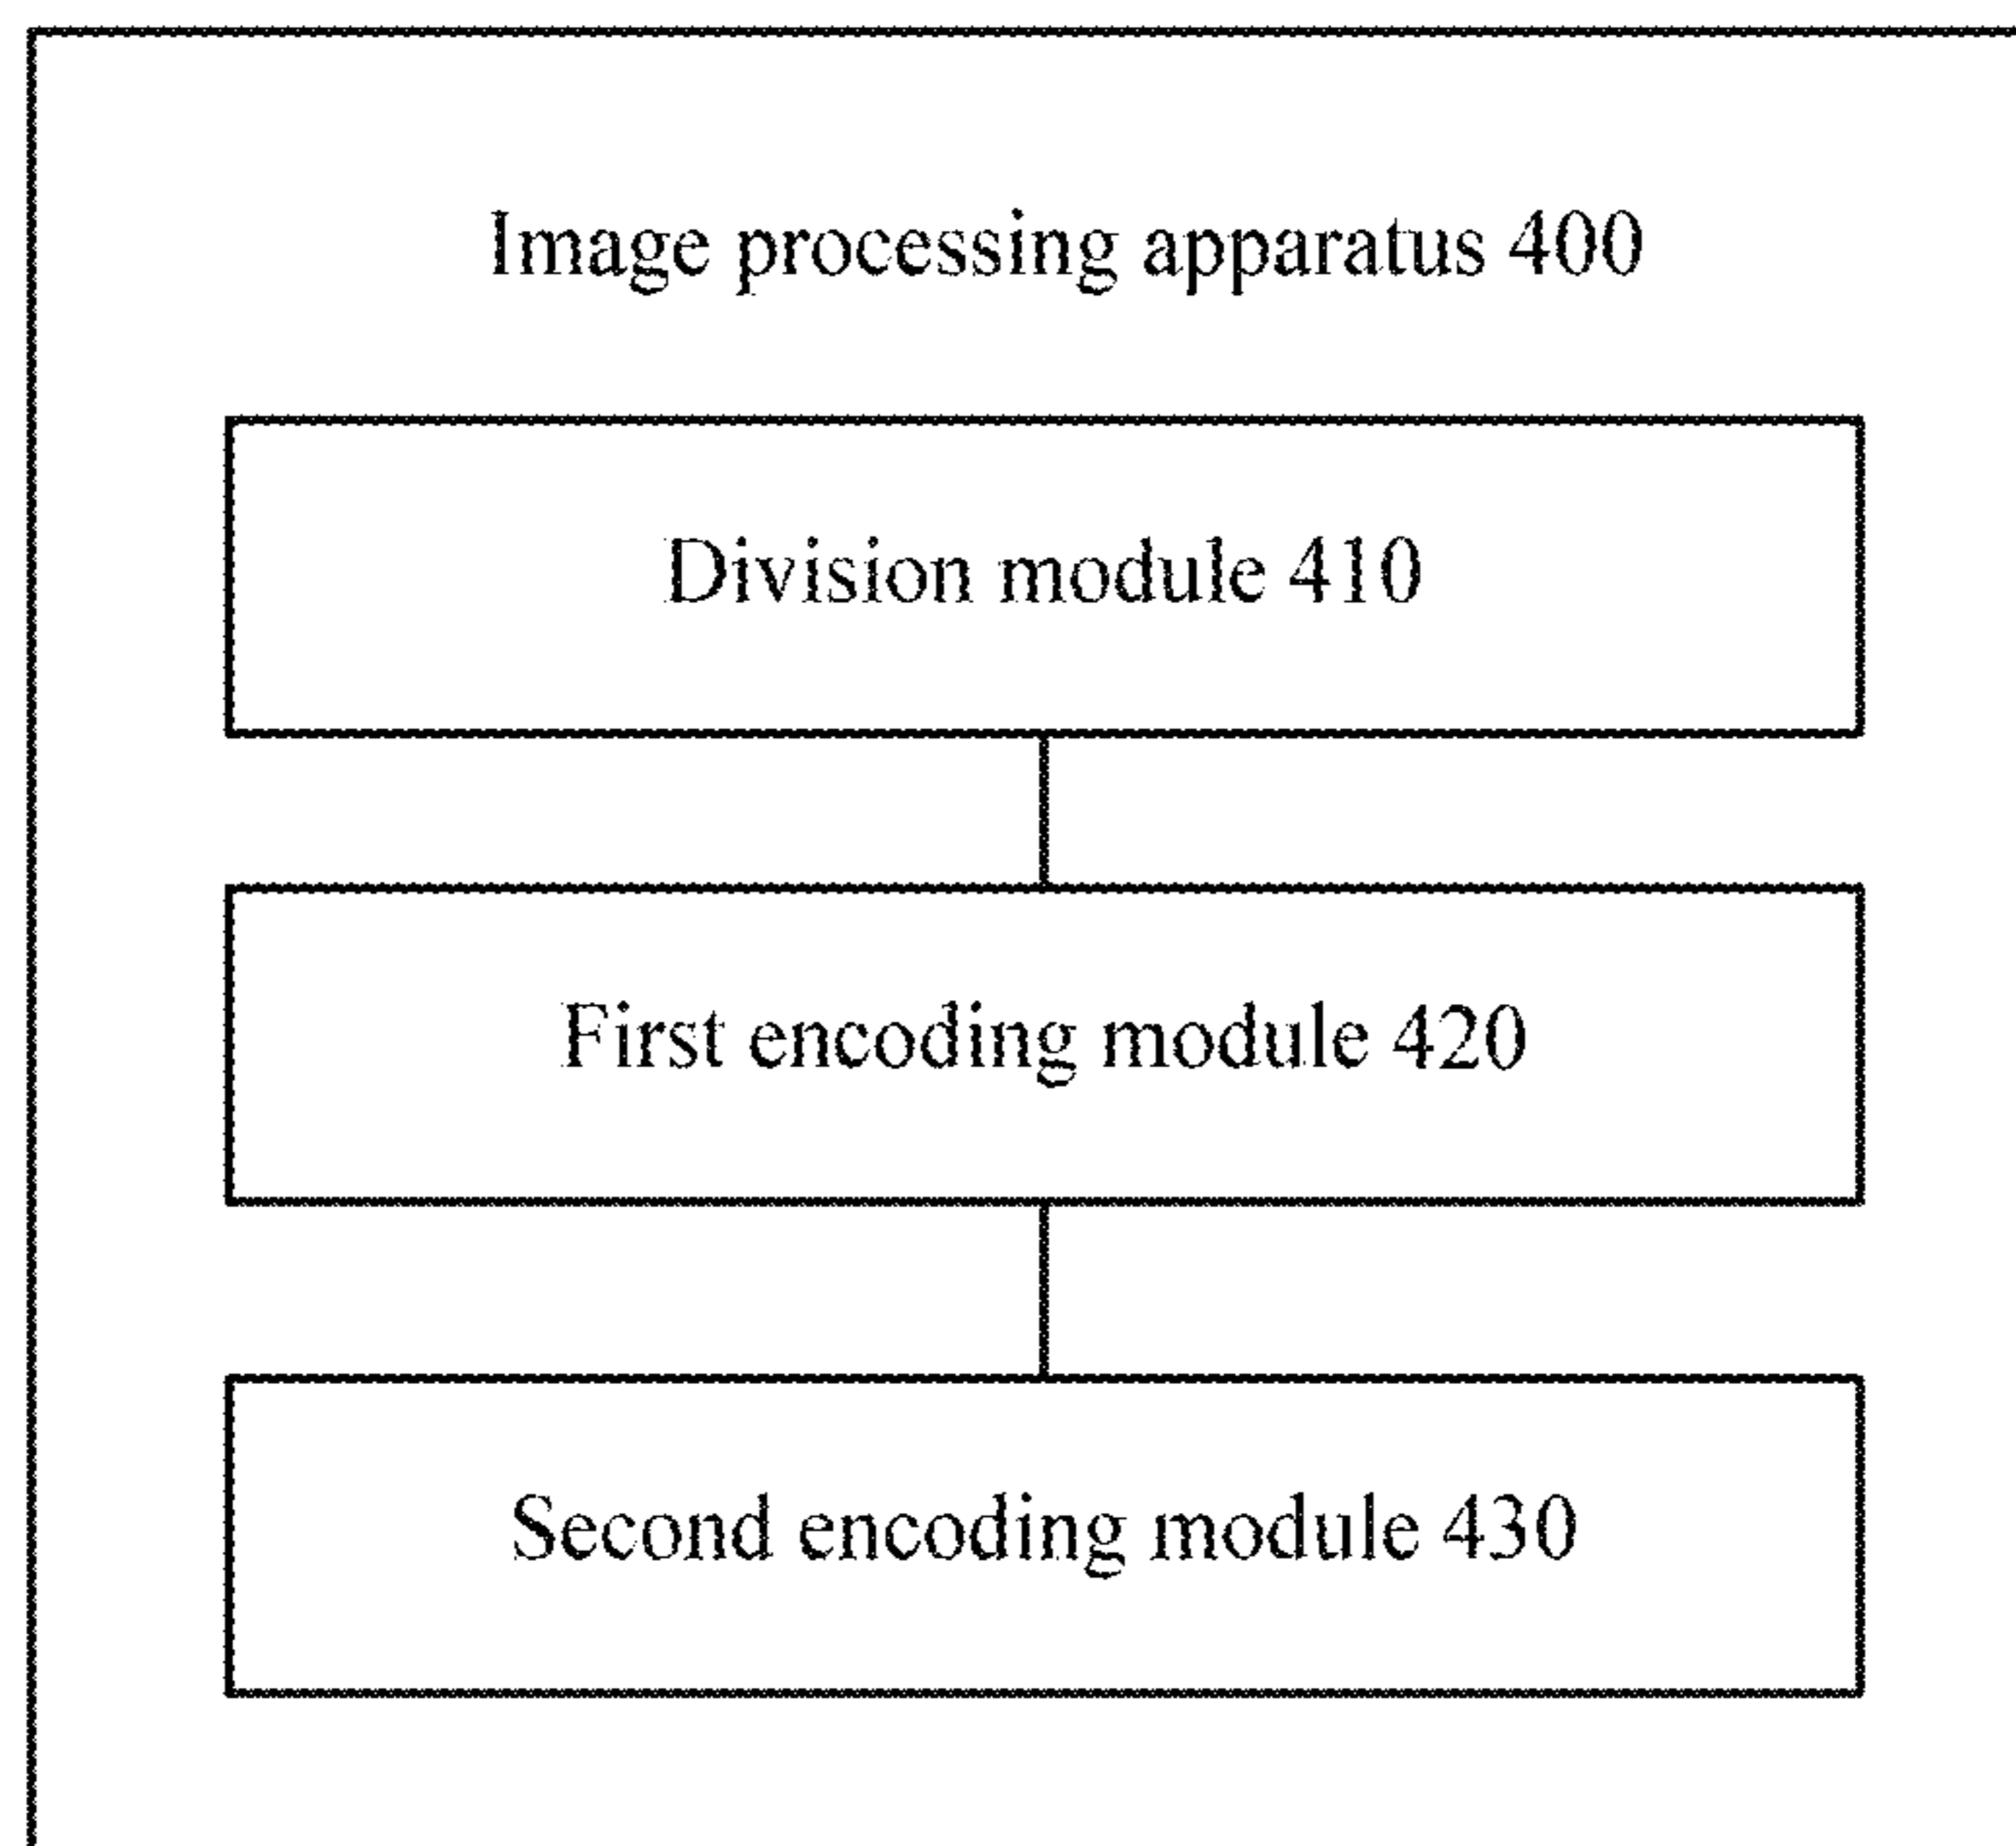 Image processing apparatus 400
Division module 410
First encoding module 420
Second encoding module 430